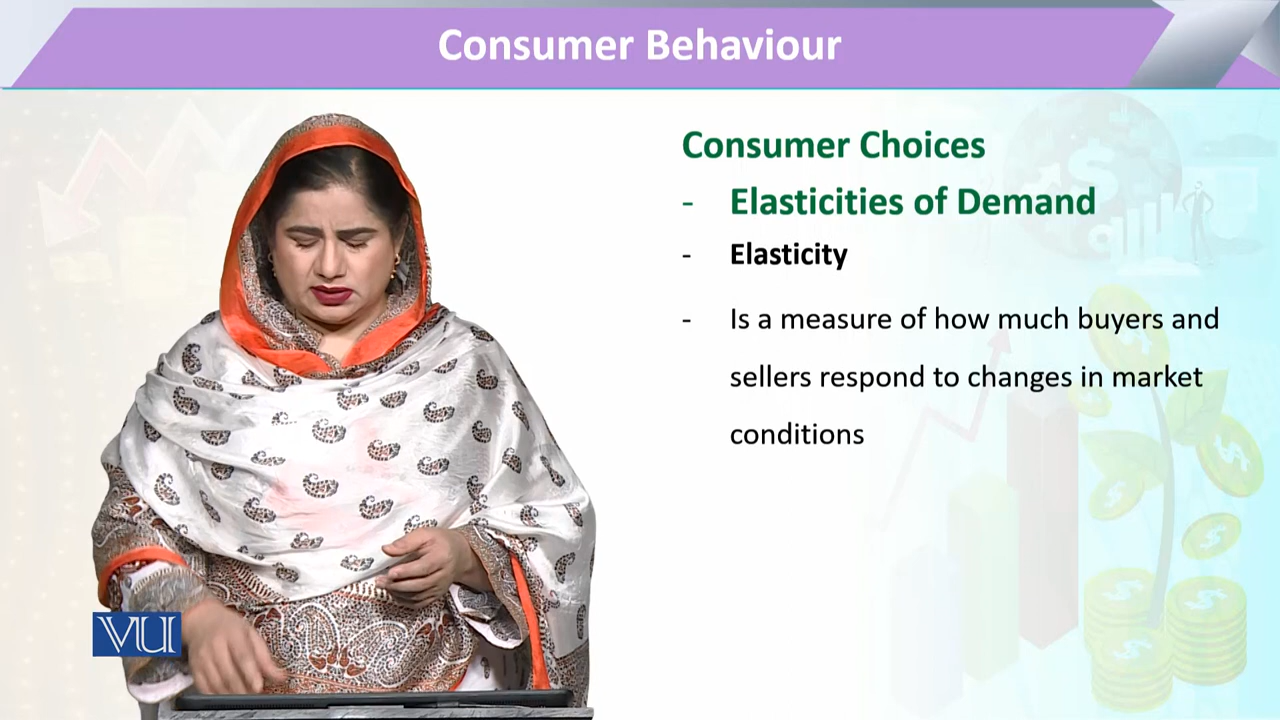 Consumer Behaviour
Consumer Choices
- Elasticities of Demand
- Elasticity
- Is a measure of how much buyers and
sellers respond to changes in market
conditions
VU